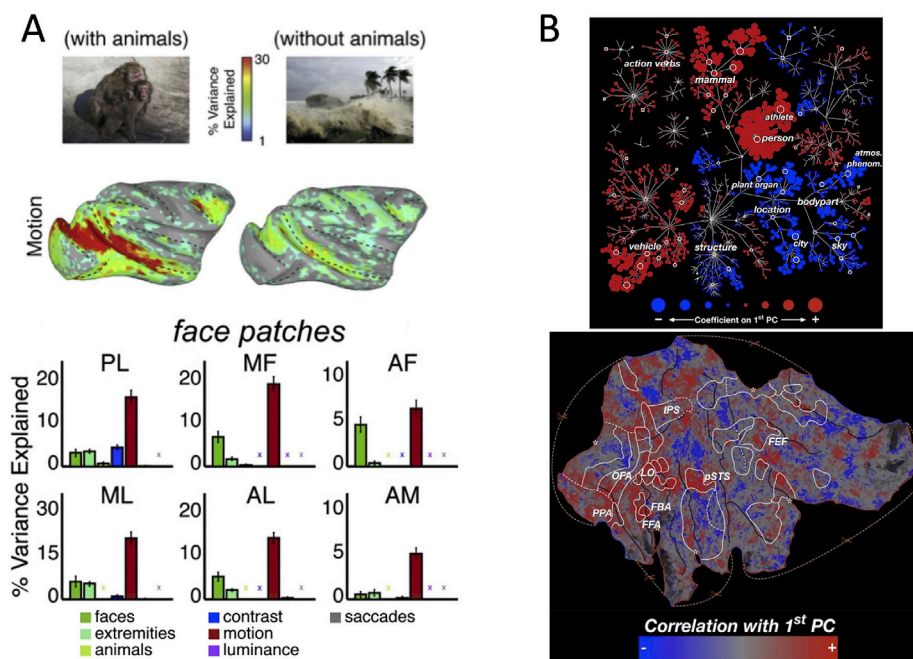 A
(with animals)
(without animals)
% Variance
Explained
30
1
Motion
face patches
% Variance Explained
PL
20
10
0
MF
20
10
0
AF
10
5
0
ML
30
15
0
AL
20
10
0
AM
10
5
0
x
faces
extremities
animals
contrast
motion
luminance
saccades
B
action verbs
mammal
athlete
person
atmos.
phenom.
plant organ
location
bodypart
city
sky
vehicle
structure
- Coefficient on 1st PC +
IPS
FEF
OFA
LO
pSTS
PPA
FBA
FFA
Correlation with 1st PC
- +